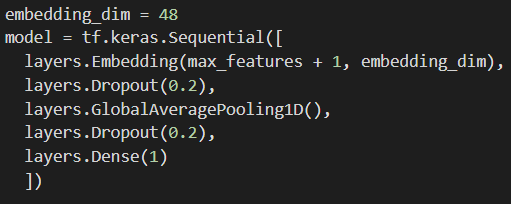 embedding_dim = 48
model = tf.keras.Sequential([
  layers.Embedding(max_features + 1, embedding_dim),
  layers.Dropout(0.2),
  layers.GlobalAveragePooling1D(),
  layers.Dropout(0.2),
  layers.Dense(1)
  ])